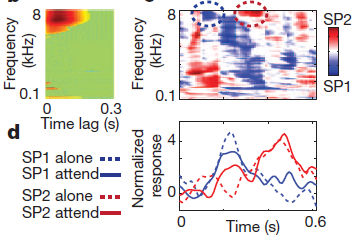 8
Frequency
(kHz)
0.1
0
0.3
Time lag (s)
8
Frequency
(kHz)
0.1
SP2
SP1
d
SP1 alone
SP1 attend
SP2 alone
SP2 attend
Normalized
response
4
0
0
0.6
Time (s)